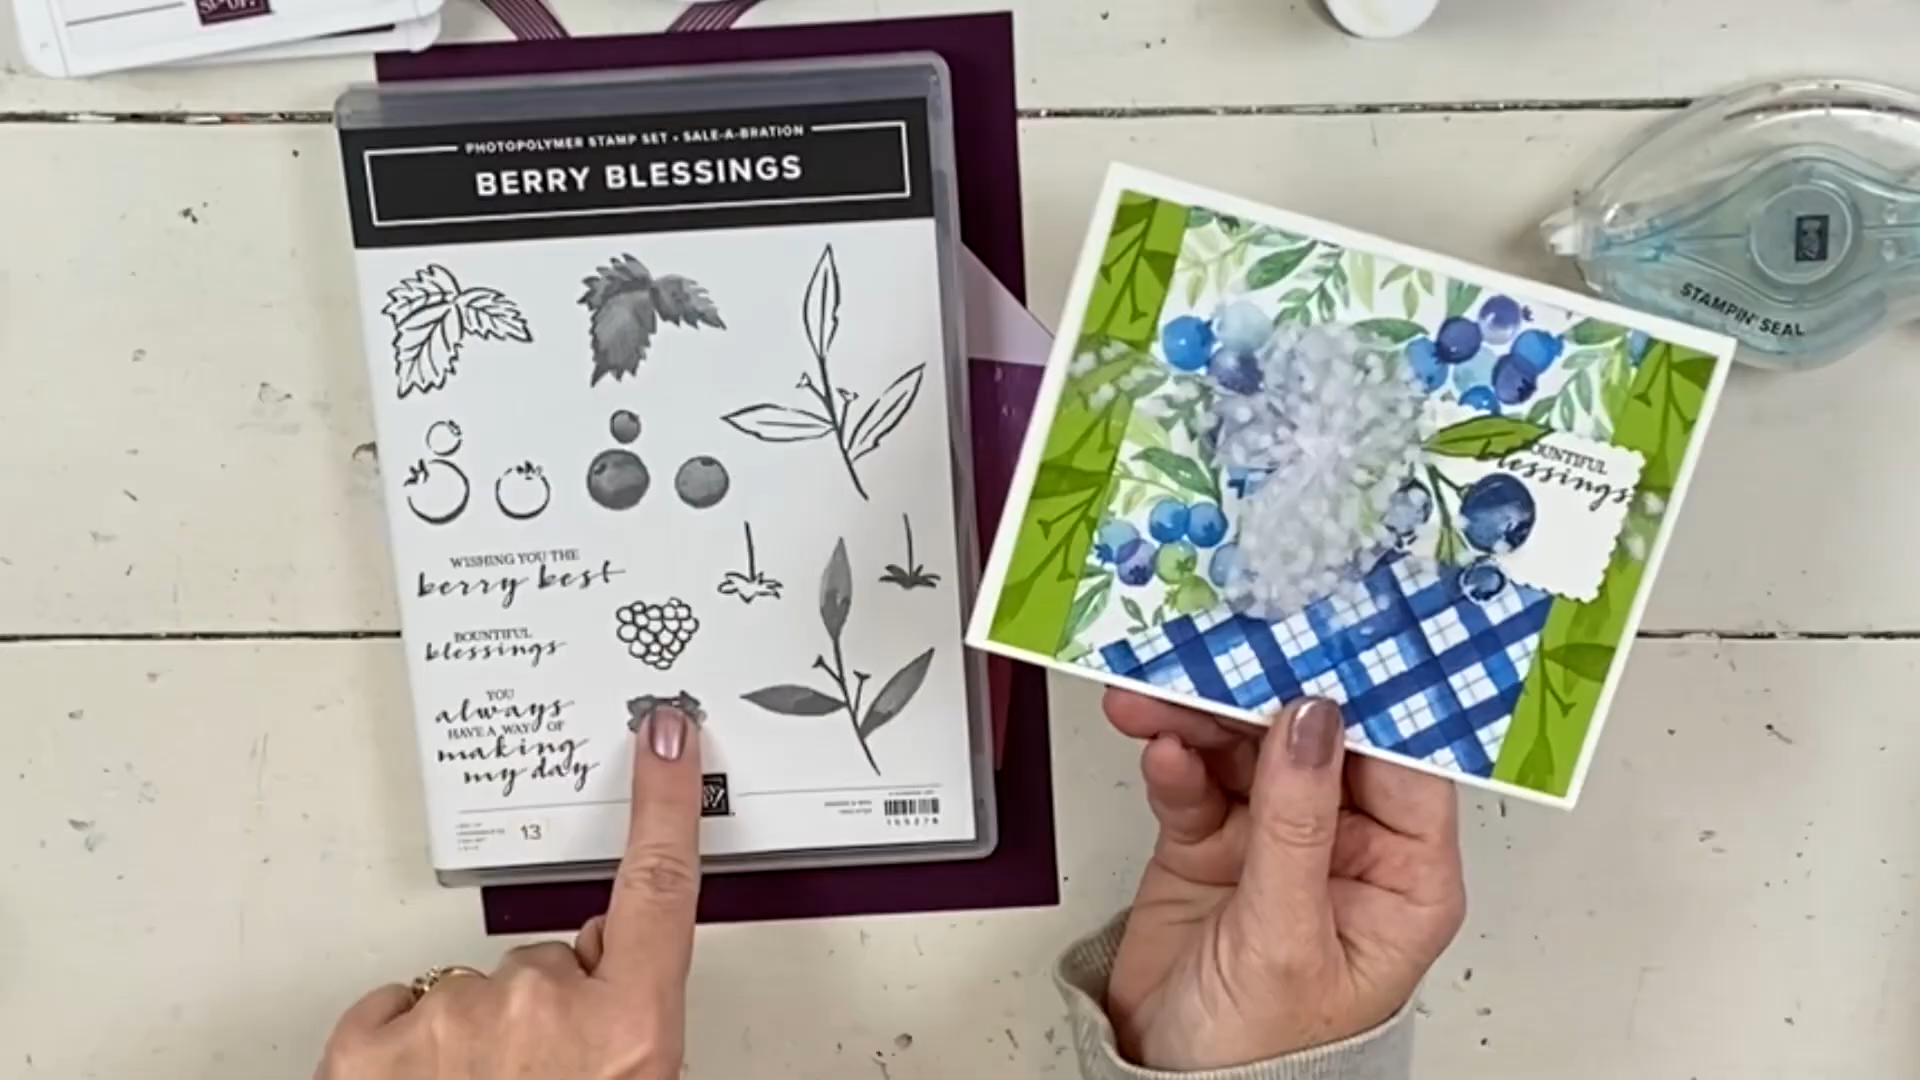 PHOTOPOLYMER STAMP SET • SALE-A-BRATION
BERRY BLESSINGS
WISHING YOU THE
berry best
BOUNTIFUL
blessings
YOU
always
HAVE A WAY OF
making
my day
13
155278
BOUNTIFUL
blessings
STAMPIN' SEAL